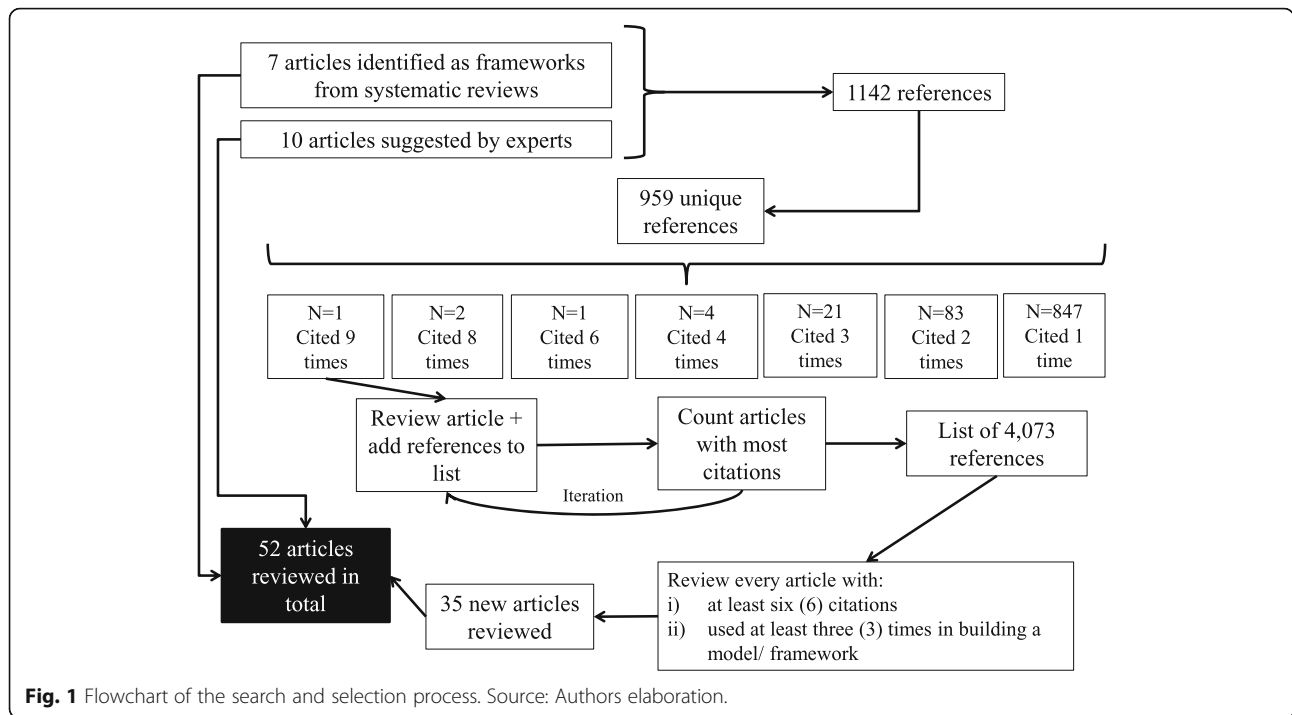 7 articles identified as frameworks
from systematic reviews
1142 references
10 articles suggested by experts
959 unique
references
N=1
Cited 9
times
N=2
Cited 8
times
N=1
Cited 6
times
N=4
Cited 4
times
N=21
Cited 3
times
N=83
Cited 2
times
N=847
Cited 1
time
Review article +
add references to
list
Count articles
with most
citations
List of 4,073
references
Iteration
52 articles
reviewed in
total
35 new articles
reviewed
Review every article with:
i) at least six (6) citations
ii) used at least three (3) times in building a
model/ framework
Fig. 1 Flowchart of the search and selection process. Source: Authors elaboration.